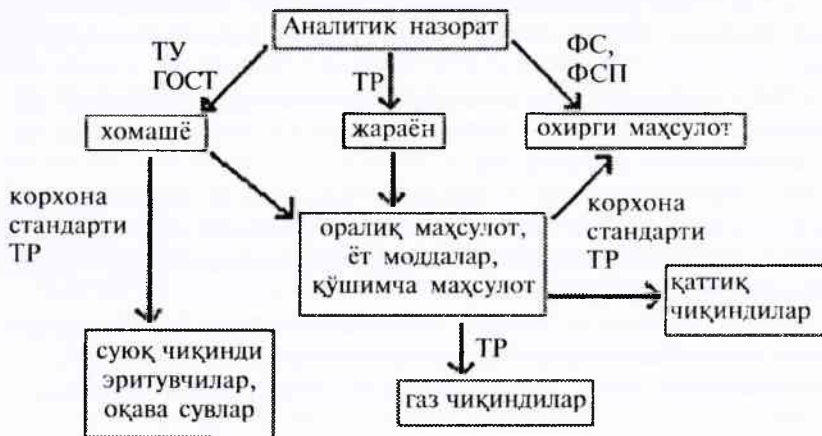 Аналитик назорат
ТУ
ГОСТ
ТР
ФС,
ФСП
хомашё
жараён
охирги маҳсулот
корхона
стандарти
ТР
оралиқ маҳсулот,
ёт моддалар,
қўшимча маҳсулот
корхона
стандарти
ТР
қаттиқ
чиқиндилар
суюқ чиқинди
эритувчилар,
оқава сувлар
ТР
газ чиқиндилар